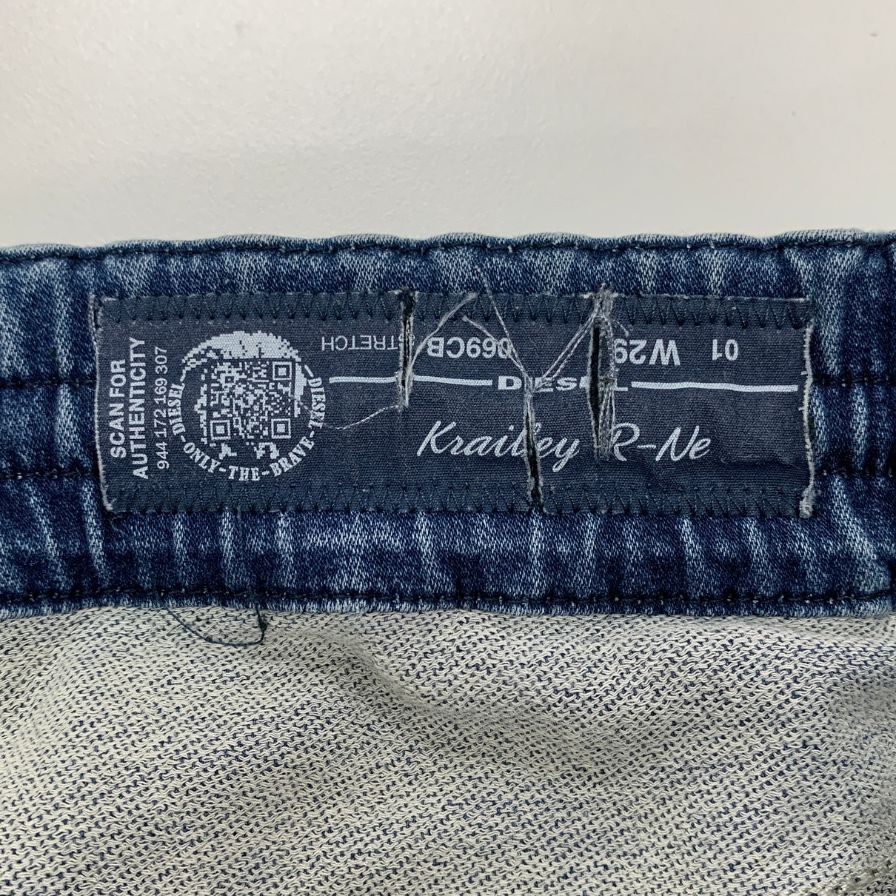 SCAN FOR
AUTHENTICITY
944 172 169 307
DIESEL
ONLY-THE-BRAVE
STRETCH
069CB
W29
01
DIESEL
Krailey R-Ne